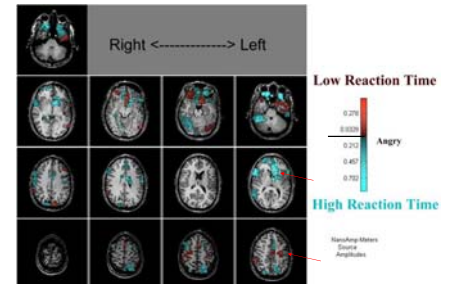 Right <-------------> Left
Low Reaction Time
0.276
0.0329
Angry
0.212
0.457
0.702
High Reaction Time
NanoAmp-Meters
Source
Amplitudes